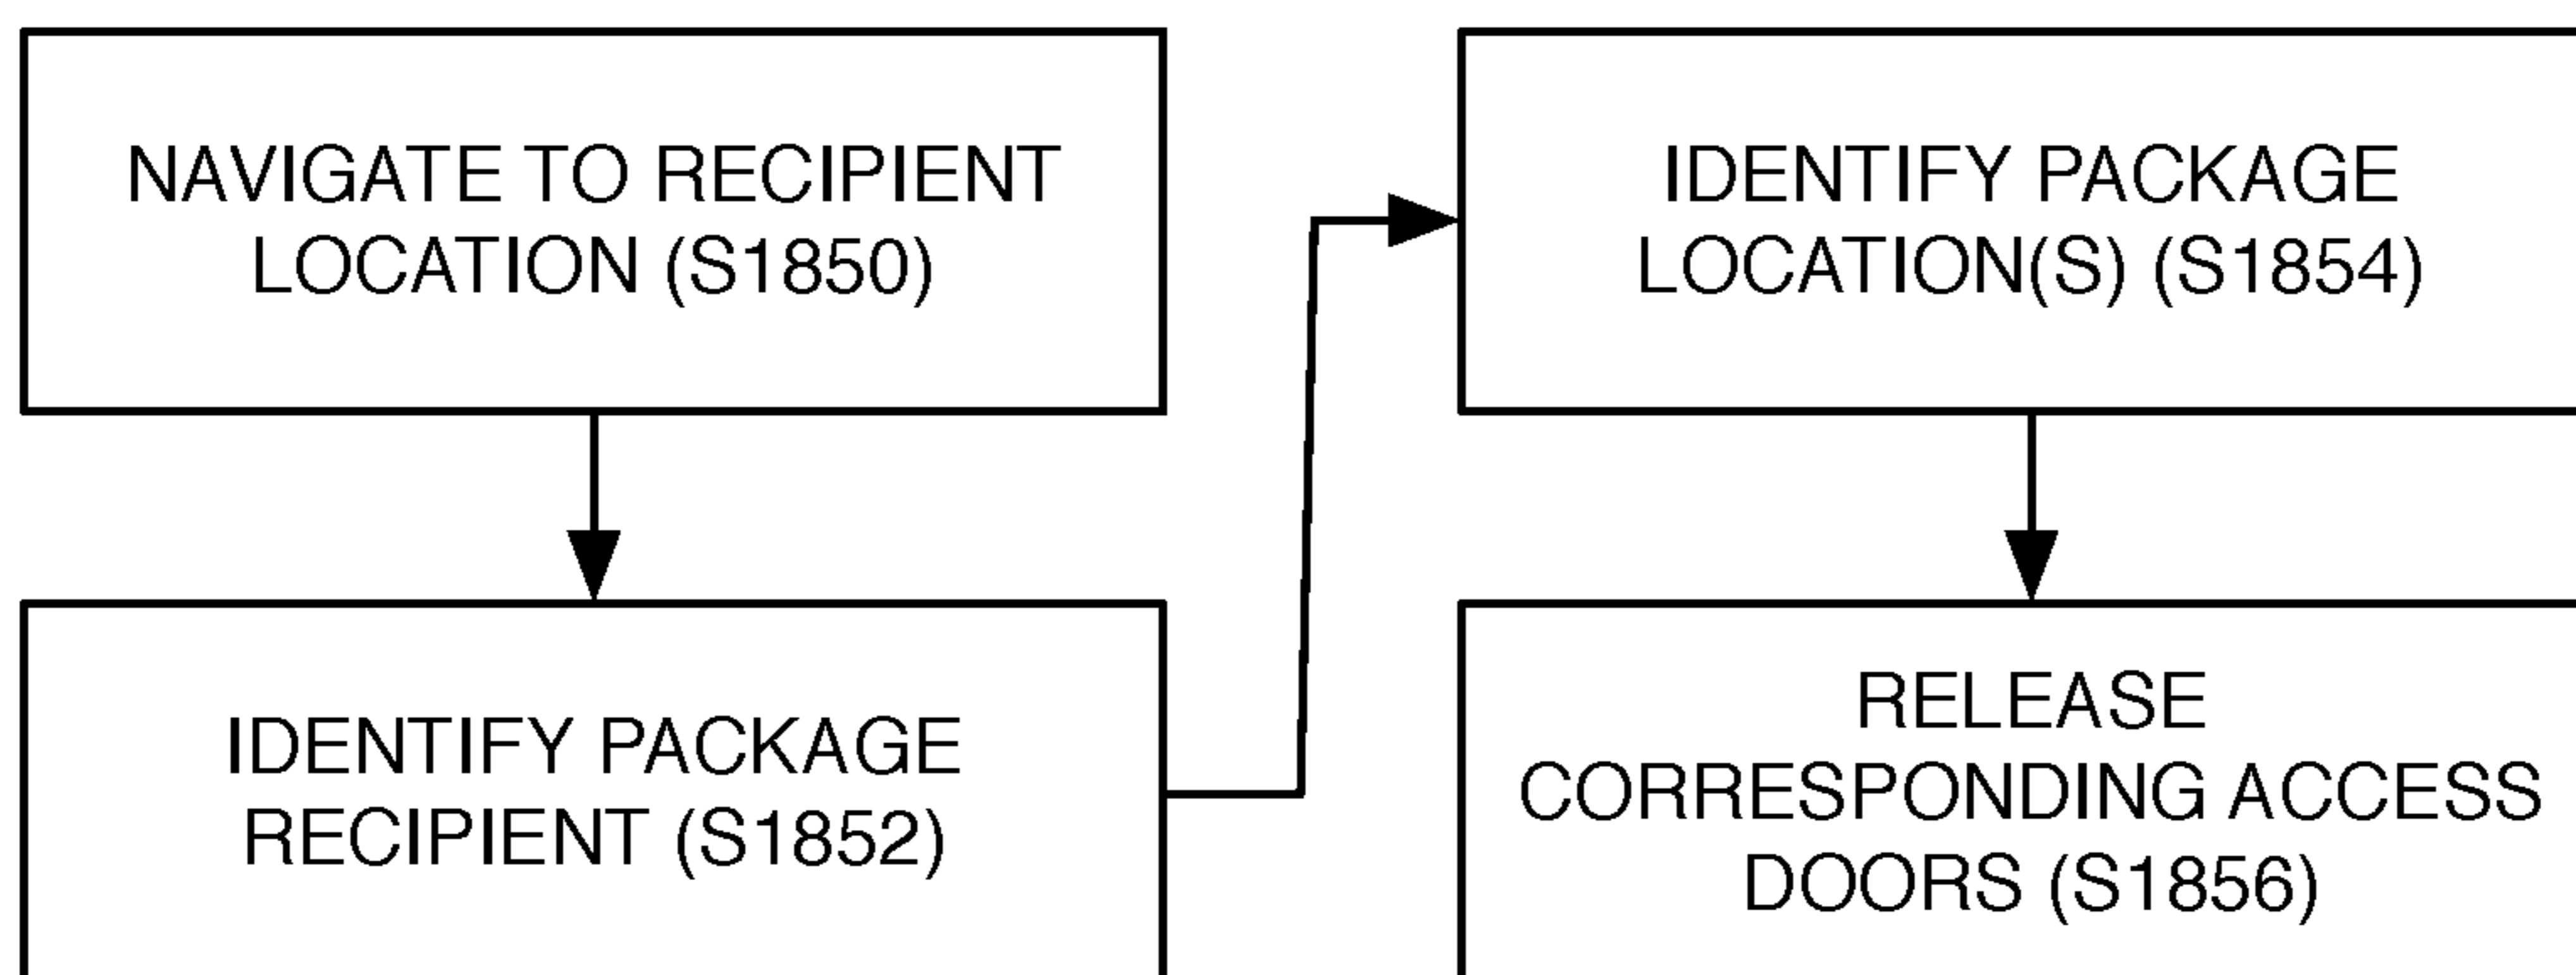 NAVIGATE TO RECIPIENT
LOCATION (S1850)
IDENTIFY PACKAGE
RECIPIENT (S1852)
IDENTIFY PACKAGE
LOCATION(S) (S1854)
RELEASE
CORRESPONDING ACCESS
DOORS (S1856)